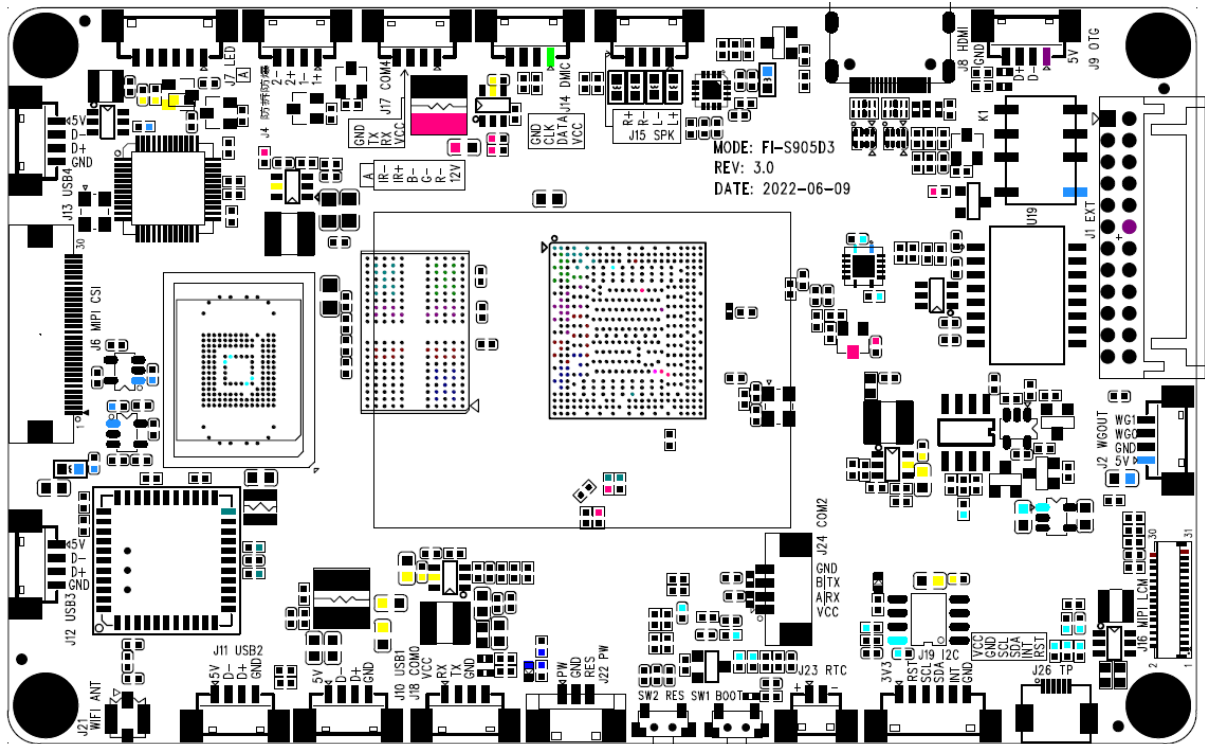 J7 LED
A
J4 防拆防爆
2-
2+
1-
1+
J17 COM4
GND
TX
RX
VCC
J14 DMIC
GND
CLK
DATA
VCC
R+
R-
L-
L+
J15 SPK
J8 HDMI
GND
D+
D-
5V
J9 OTG
MODE: FI-S905D3
REV: 3.0
DATE: 2022-06-09
A
IR-
IR+
B-
G-
R-
12V
5V
D-
D+
GND
J13 USB4
K1
U19
J1 EXT
+
30
J6 MIPI CSI
1
WG1
WG0
GND
5V
J2 WGOUT
5V
D-
D+
GND
J12 USB3
J24 COM2
GND
B|TX
A|RX
VCC
30
31
J6 MIPI LCM
2
1
J11 USB2
5V
D-
D+
GND
5V
D-
D+
GND
J10 USB1
J18 COM0
VCC
RX
TX
GND
PW
GND
RES
J22 PW
SW2 RES
SW1 BOOT
J23 RTC
+
-
J19 I2C
3V3
RST
SCL
SDA
INT
GND
VCC
GND
SCL
SDA
INT
RST
J26 TP
J21
WIFI ANT